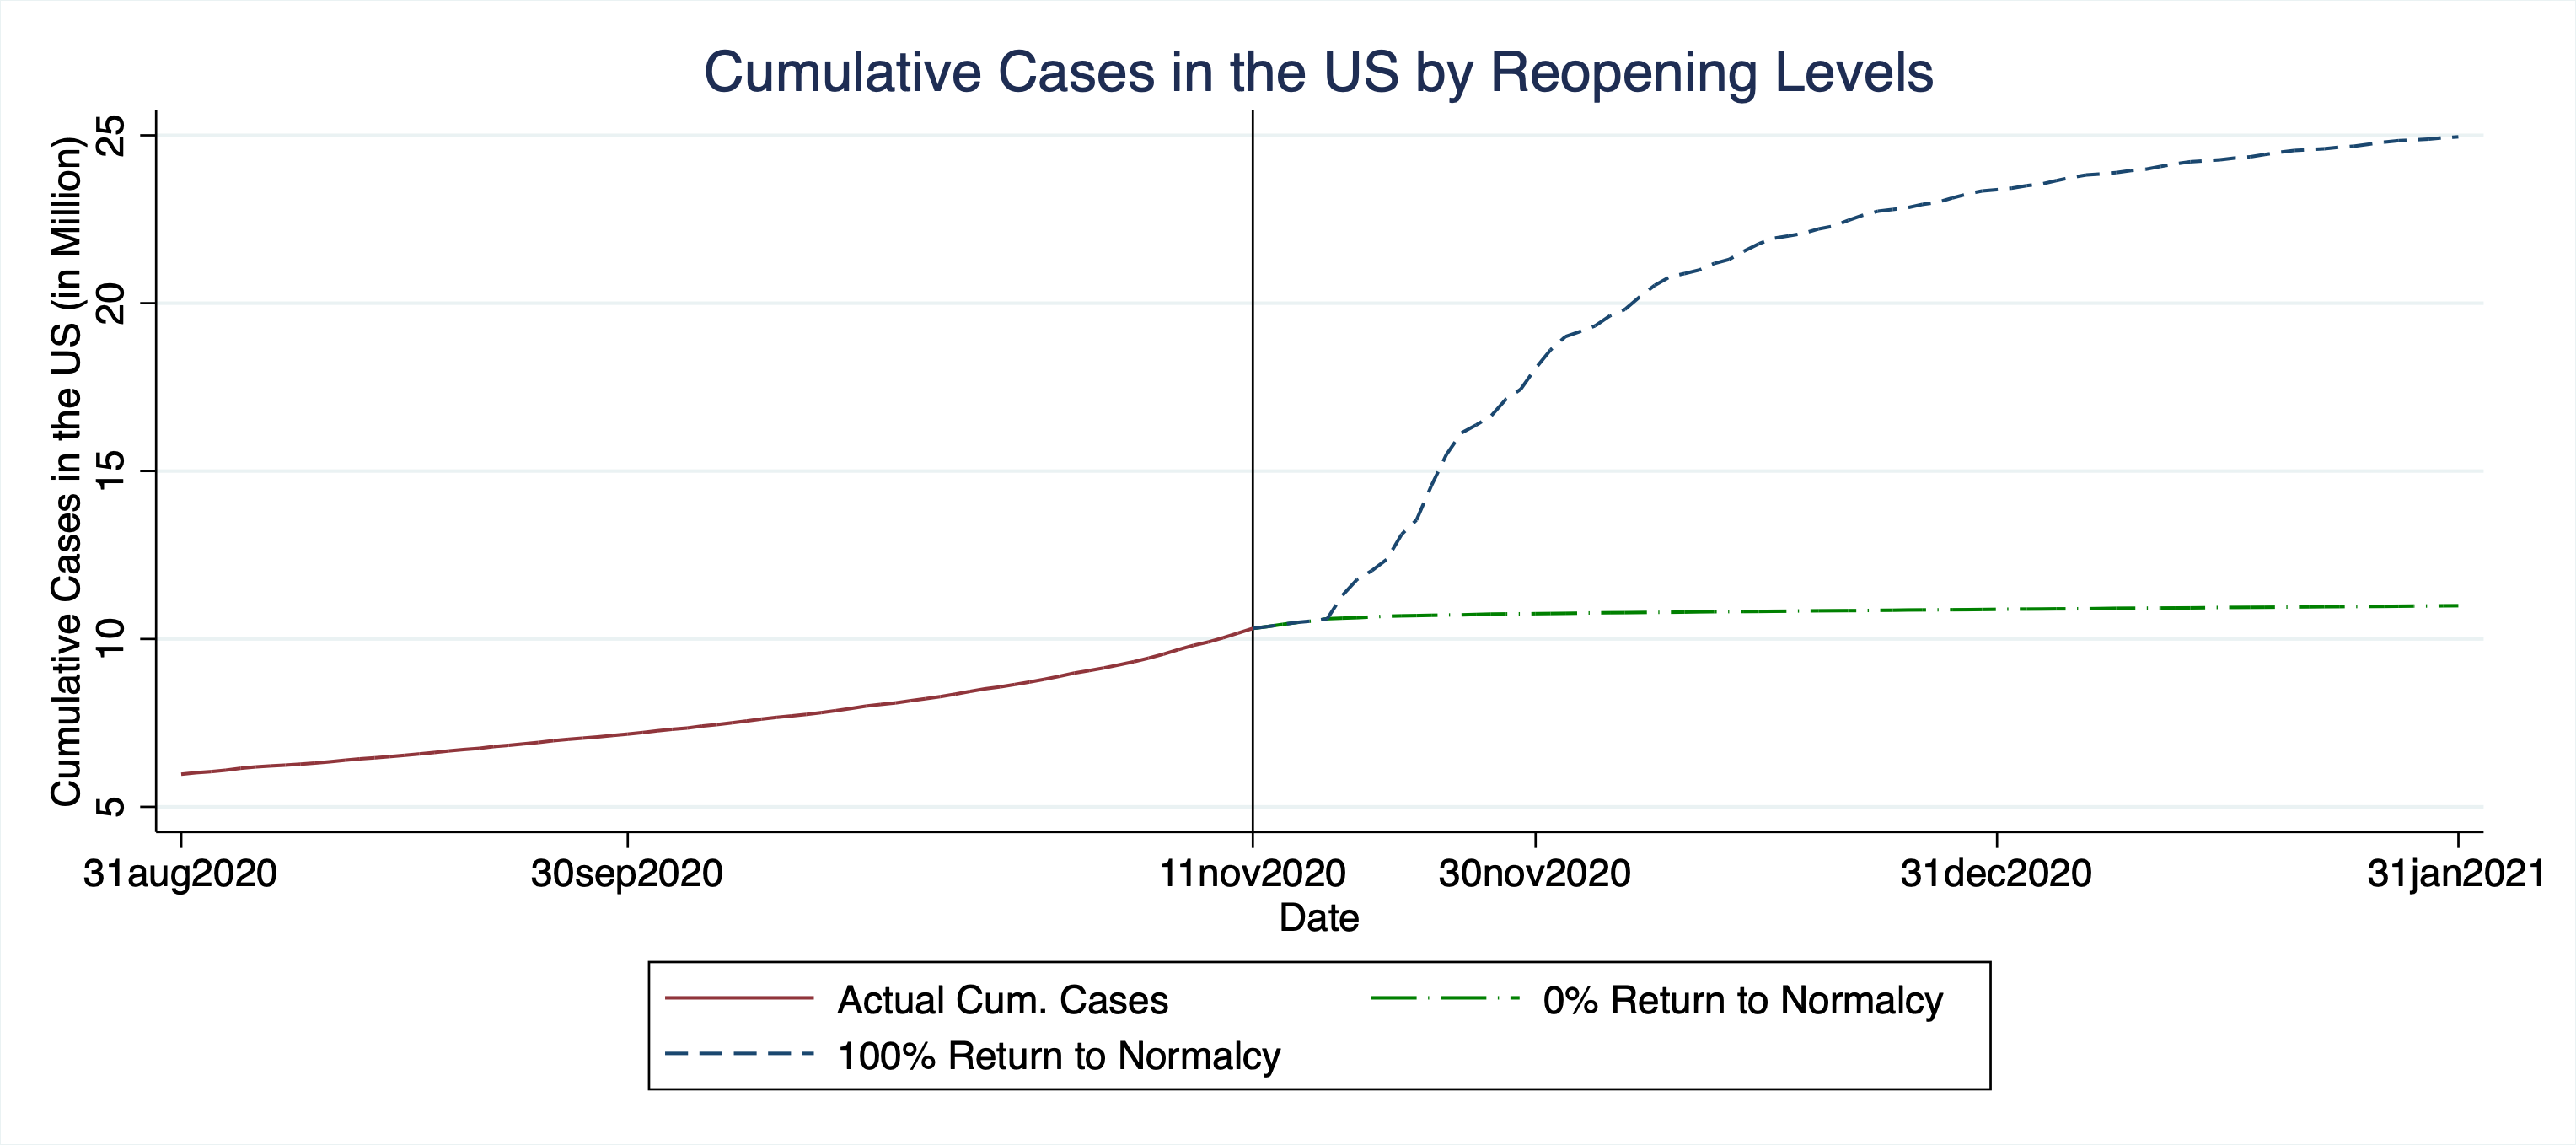 Cumulative Cases in the US by Reopening Levels
Cumulative Cases in the US (in Million)
25
20
15
10
5
31aug2020
30sep2020
11nov2020
30nov2020
31dec2020
31jan2021
Date
Actual Cum. Cases
0% Return to Normalcy
100% Return to Normalcy